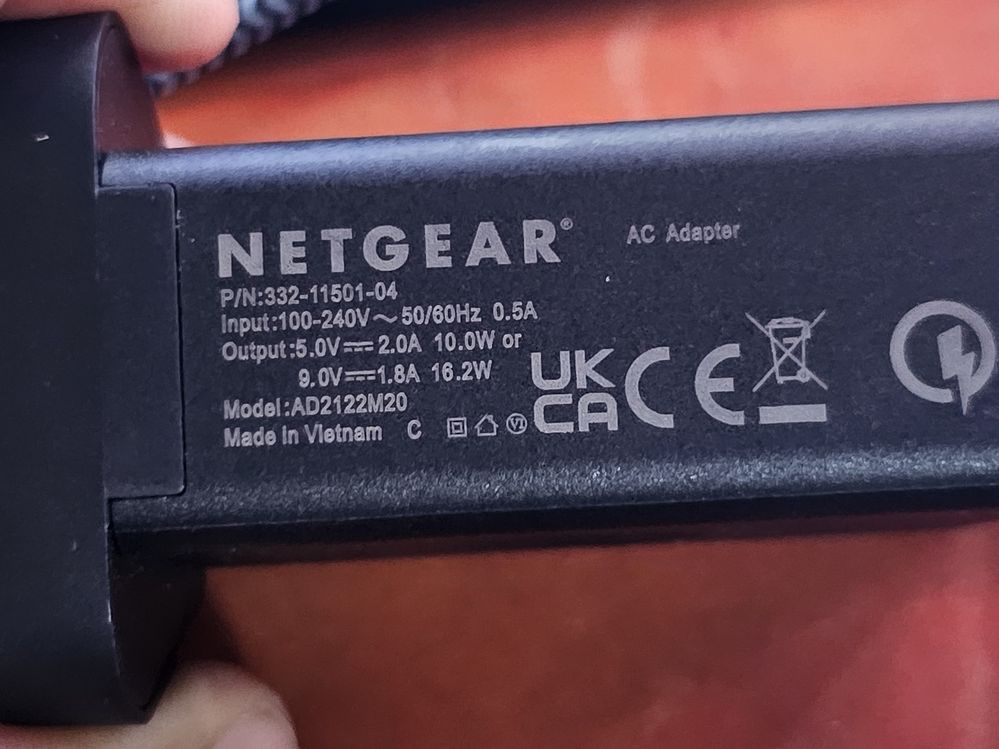 NETGEAR®
AC Adapter
P/N:332-11501-04
Input:100-240V～50/60Hz 0.5A
Output:5.0V⎓2.0A 10.0W or
9.0V⎓1.8A 16.2W
Model:AD2122M20
Made in Vietnam C
VI
UK
CA
CE